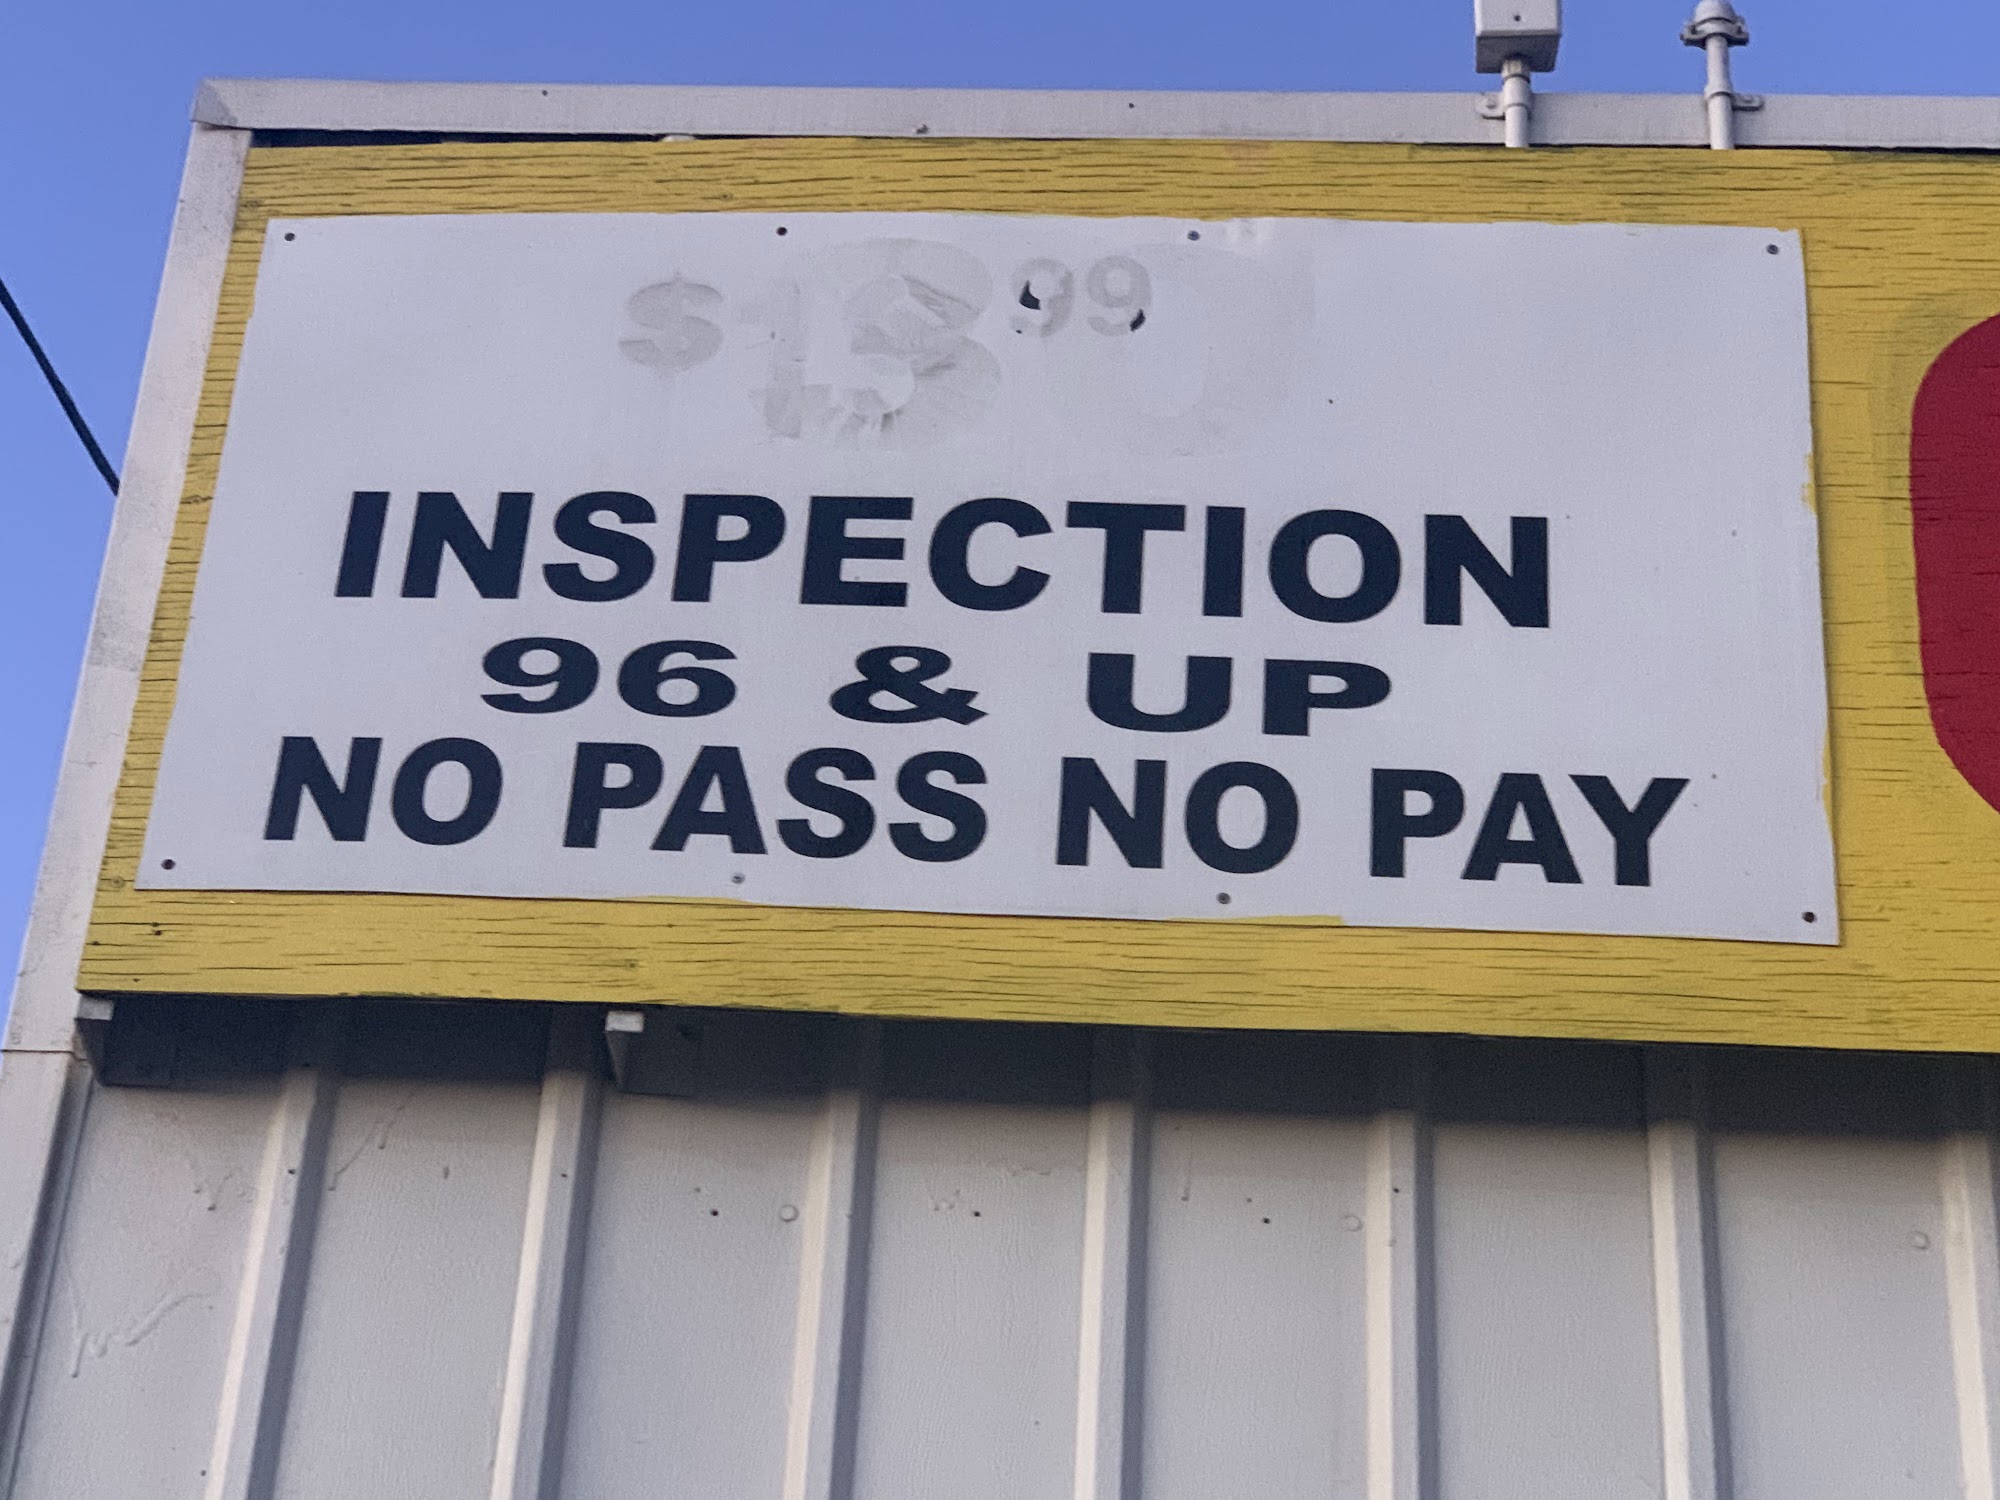 INSPECTION
96 & UP
NO PASS NO PAY